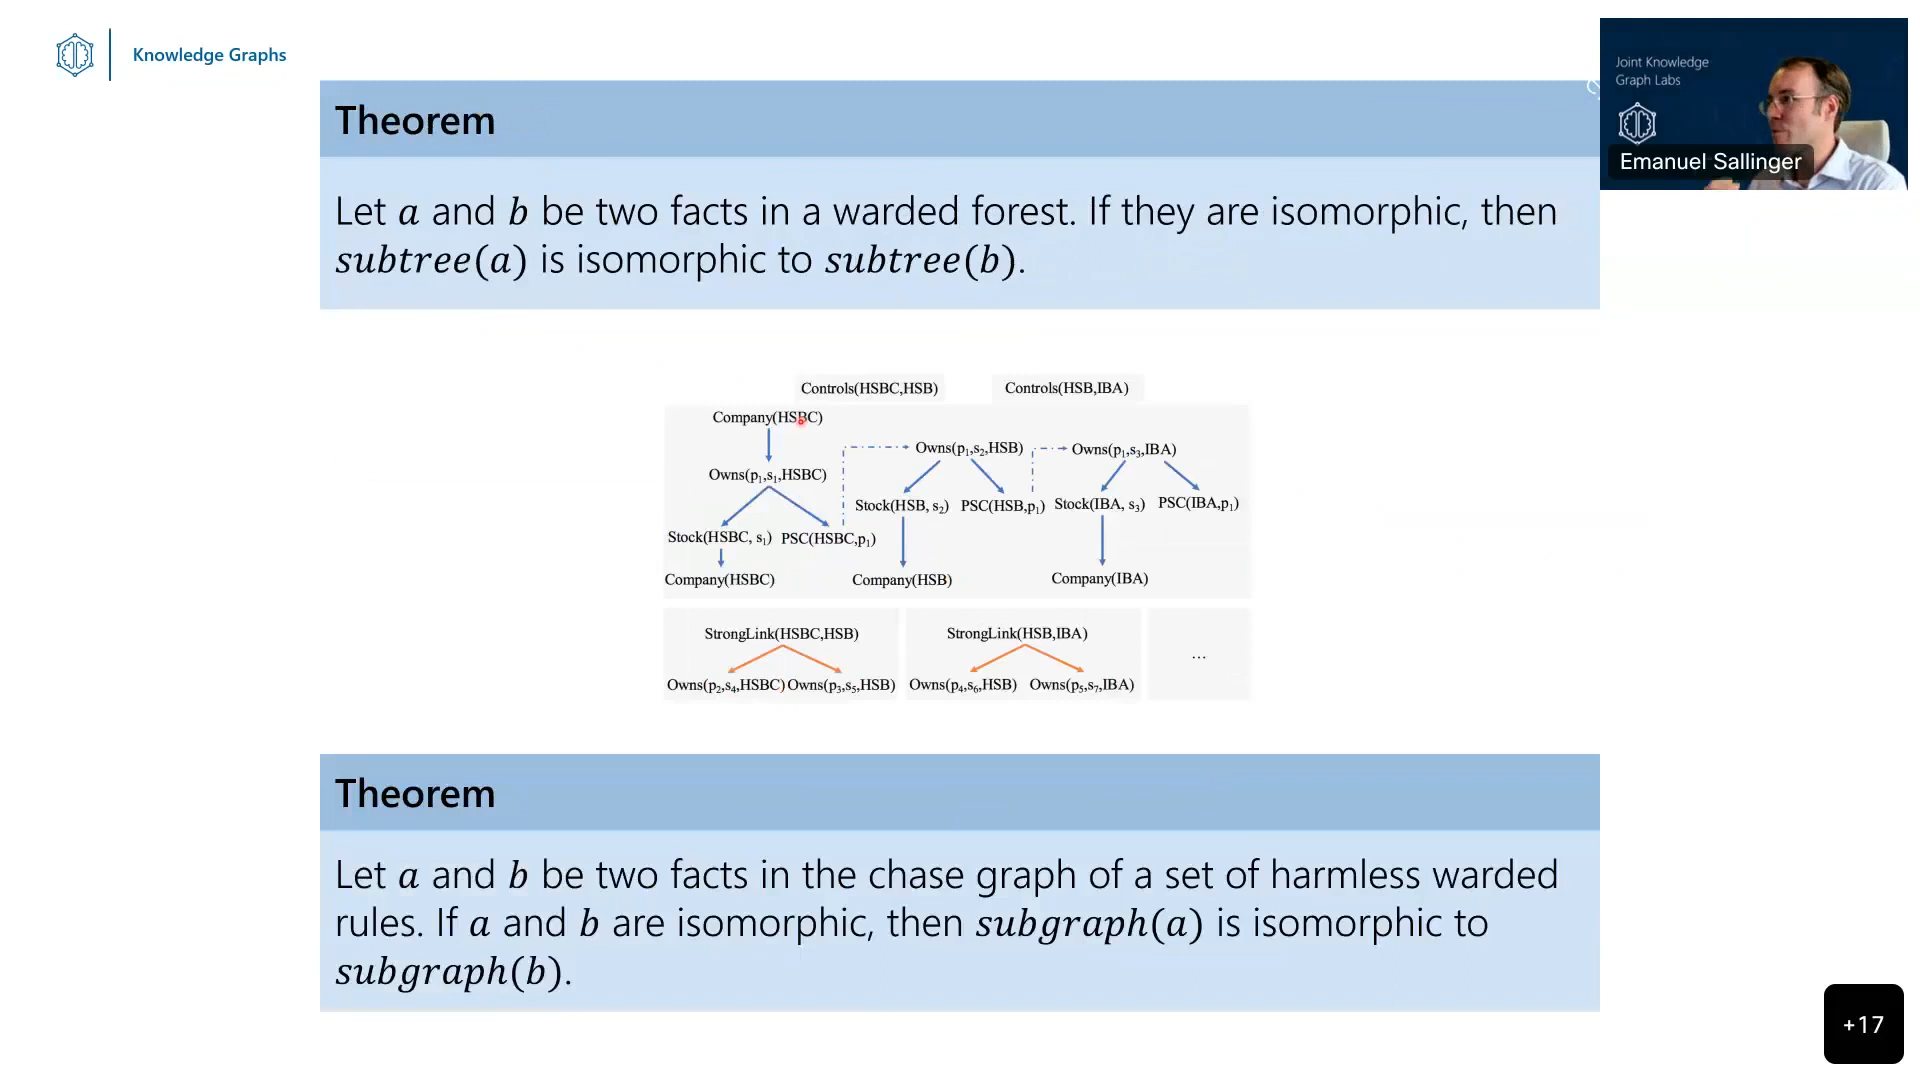 Knowledge Graphs
Joint Knowledge
Graph Labs
Emanuel Sallinger
Theorem
Let a and b be two facts in a warded forest. If they are isomorphic, then
subtree(a) is isomorphic to subtree(b).
Controls(HSBC,HSB) Controls(HSB,IBA)
Company(HSBC)
Owns(p₁,s₂,HSB) Owns(p₁,s₃,IBA)
Owns(p₁,s₁,HSBC)
Stock(HSB, s₂) PSC(HSB,p₁) Stock(IBA, s₃) PSC(IBA,p₁)
Stock(HSBC, s₁) PSC(HSBC,p₁)
Company(HSBC) Company(HSB) Company(IBA)
StrongLink(HSBC,HSB) StrongLink(HSB,IBA)
...
Owns(p₂,s₄,HSBC) Owns(p₃,s₅,HSB) Owns(p₄,s₆,HSB) Owns(p₅,s₇,IBA)
Theorem
Let a and b be two facts in the chase graph of a set of harmless warded
rules. If a and b are isomorphic, then subgraph(a) is isomorphic to
subgraph(b).
+17